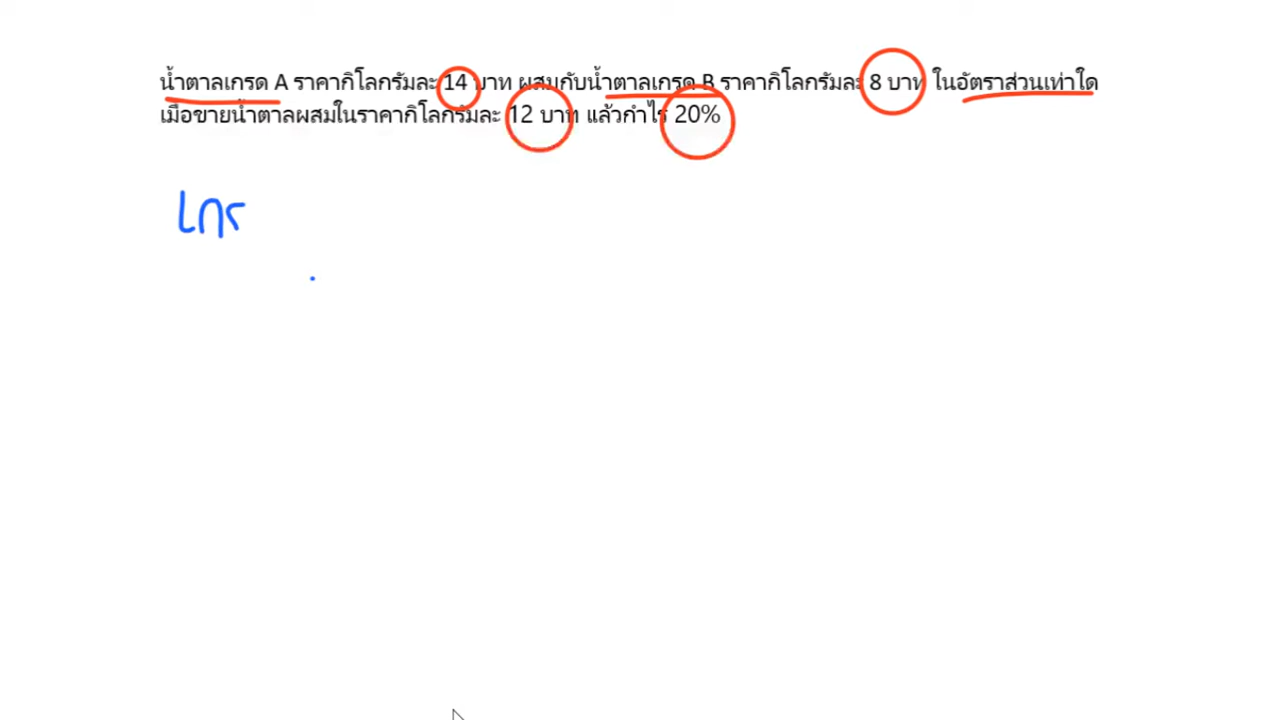 น้ำตาลเกรด A ราคากิโลกรัมละ 14 บาท ผสมกับน้ำตาลเกรด B ราคากิโลกรัมละ 8 บาท ในอัตราส่วนเท่าใด
เมื่อขายน้ำตาลผสมในราคากิโลกรัมละ 12 บาท แล้วกำไร 20%
เกร